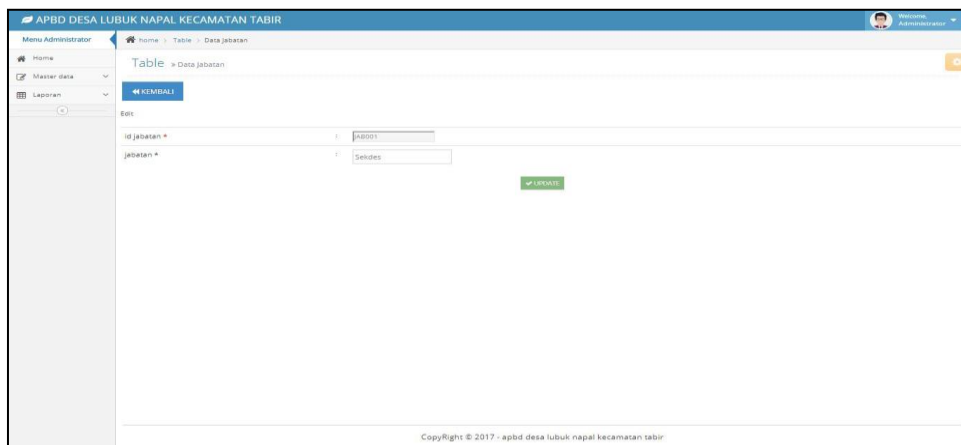 APBD DESA LUBUK NAPAL KECAMATAN TABIR
Welcome,
Administrator
Menu Administrator
home > Table > Data Jabatan
Home
Master data
Laporan
Table » Data Jabatan
KEMBALI
Edit
id jabatan * : JAB001
jabatan * : Sekdes
UPDATE
CopyRight © 2017 - apbd desa lubuk napal kecamatan tabir